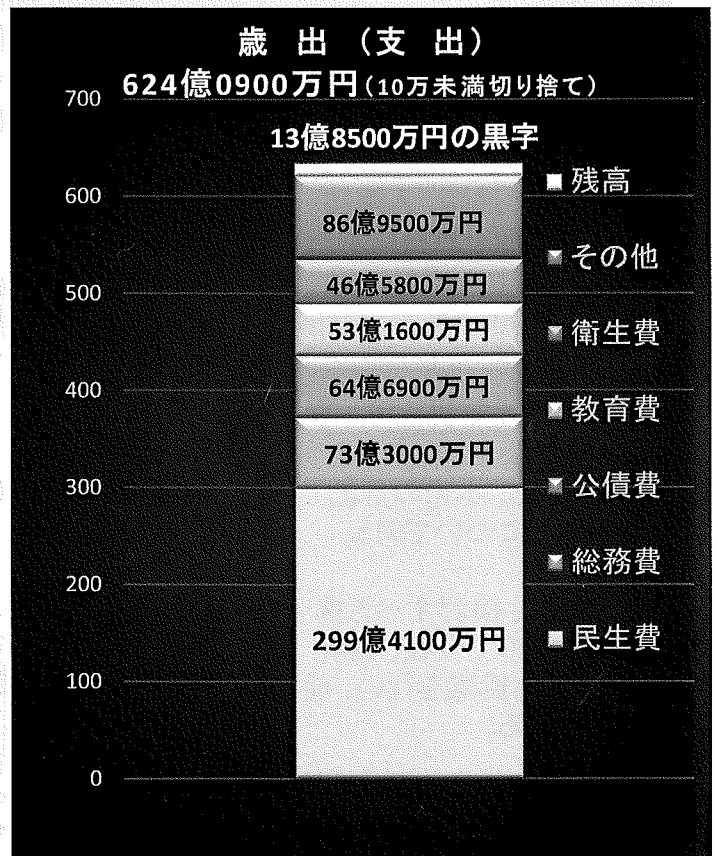 歳 出 (支 出)
624億0900万円(10万未満切り捨て)
700
13億8500万円の黒字
残高
600
86億9500万円
その他
500
46億5800万円
衛生費
53億1600万円
教育費
400
64億6900万円
公債費
73億3000万円
300
総務費
200
299億4100万円
民生費
100
0